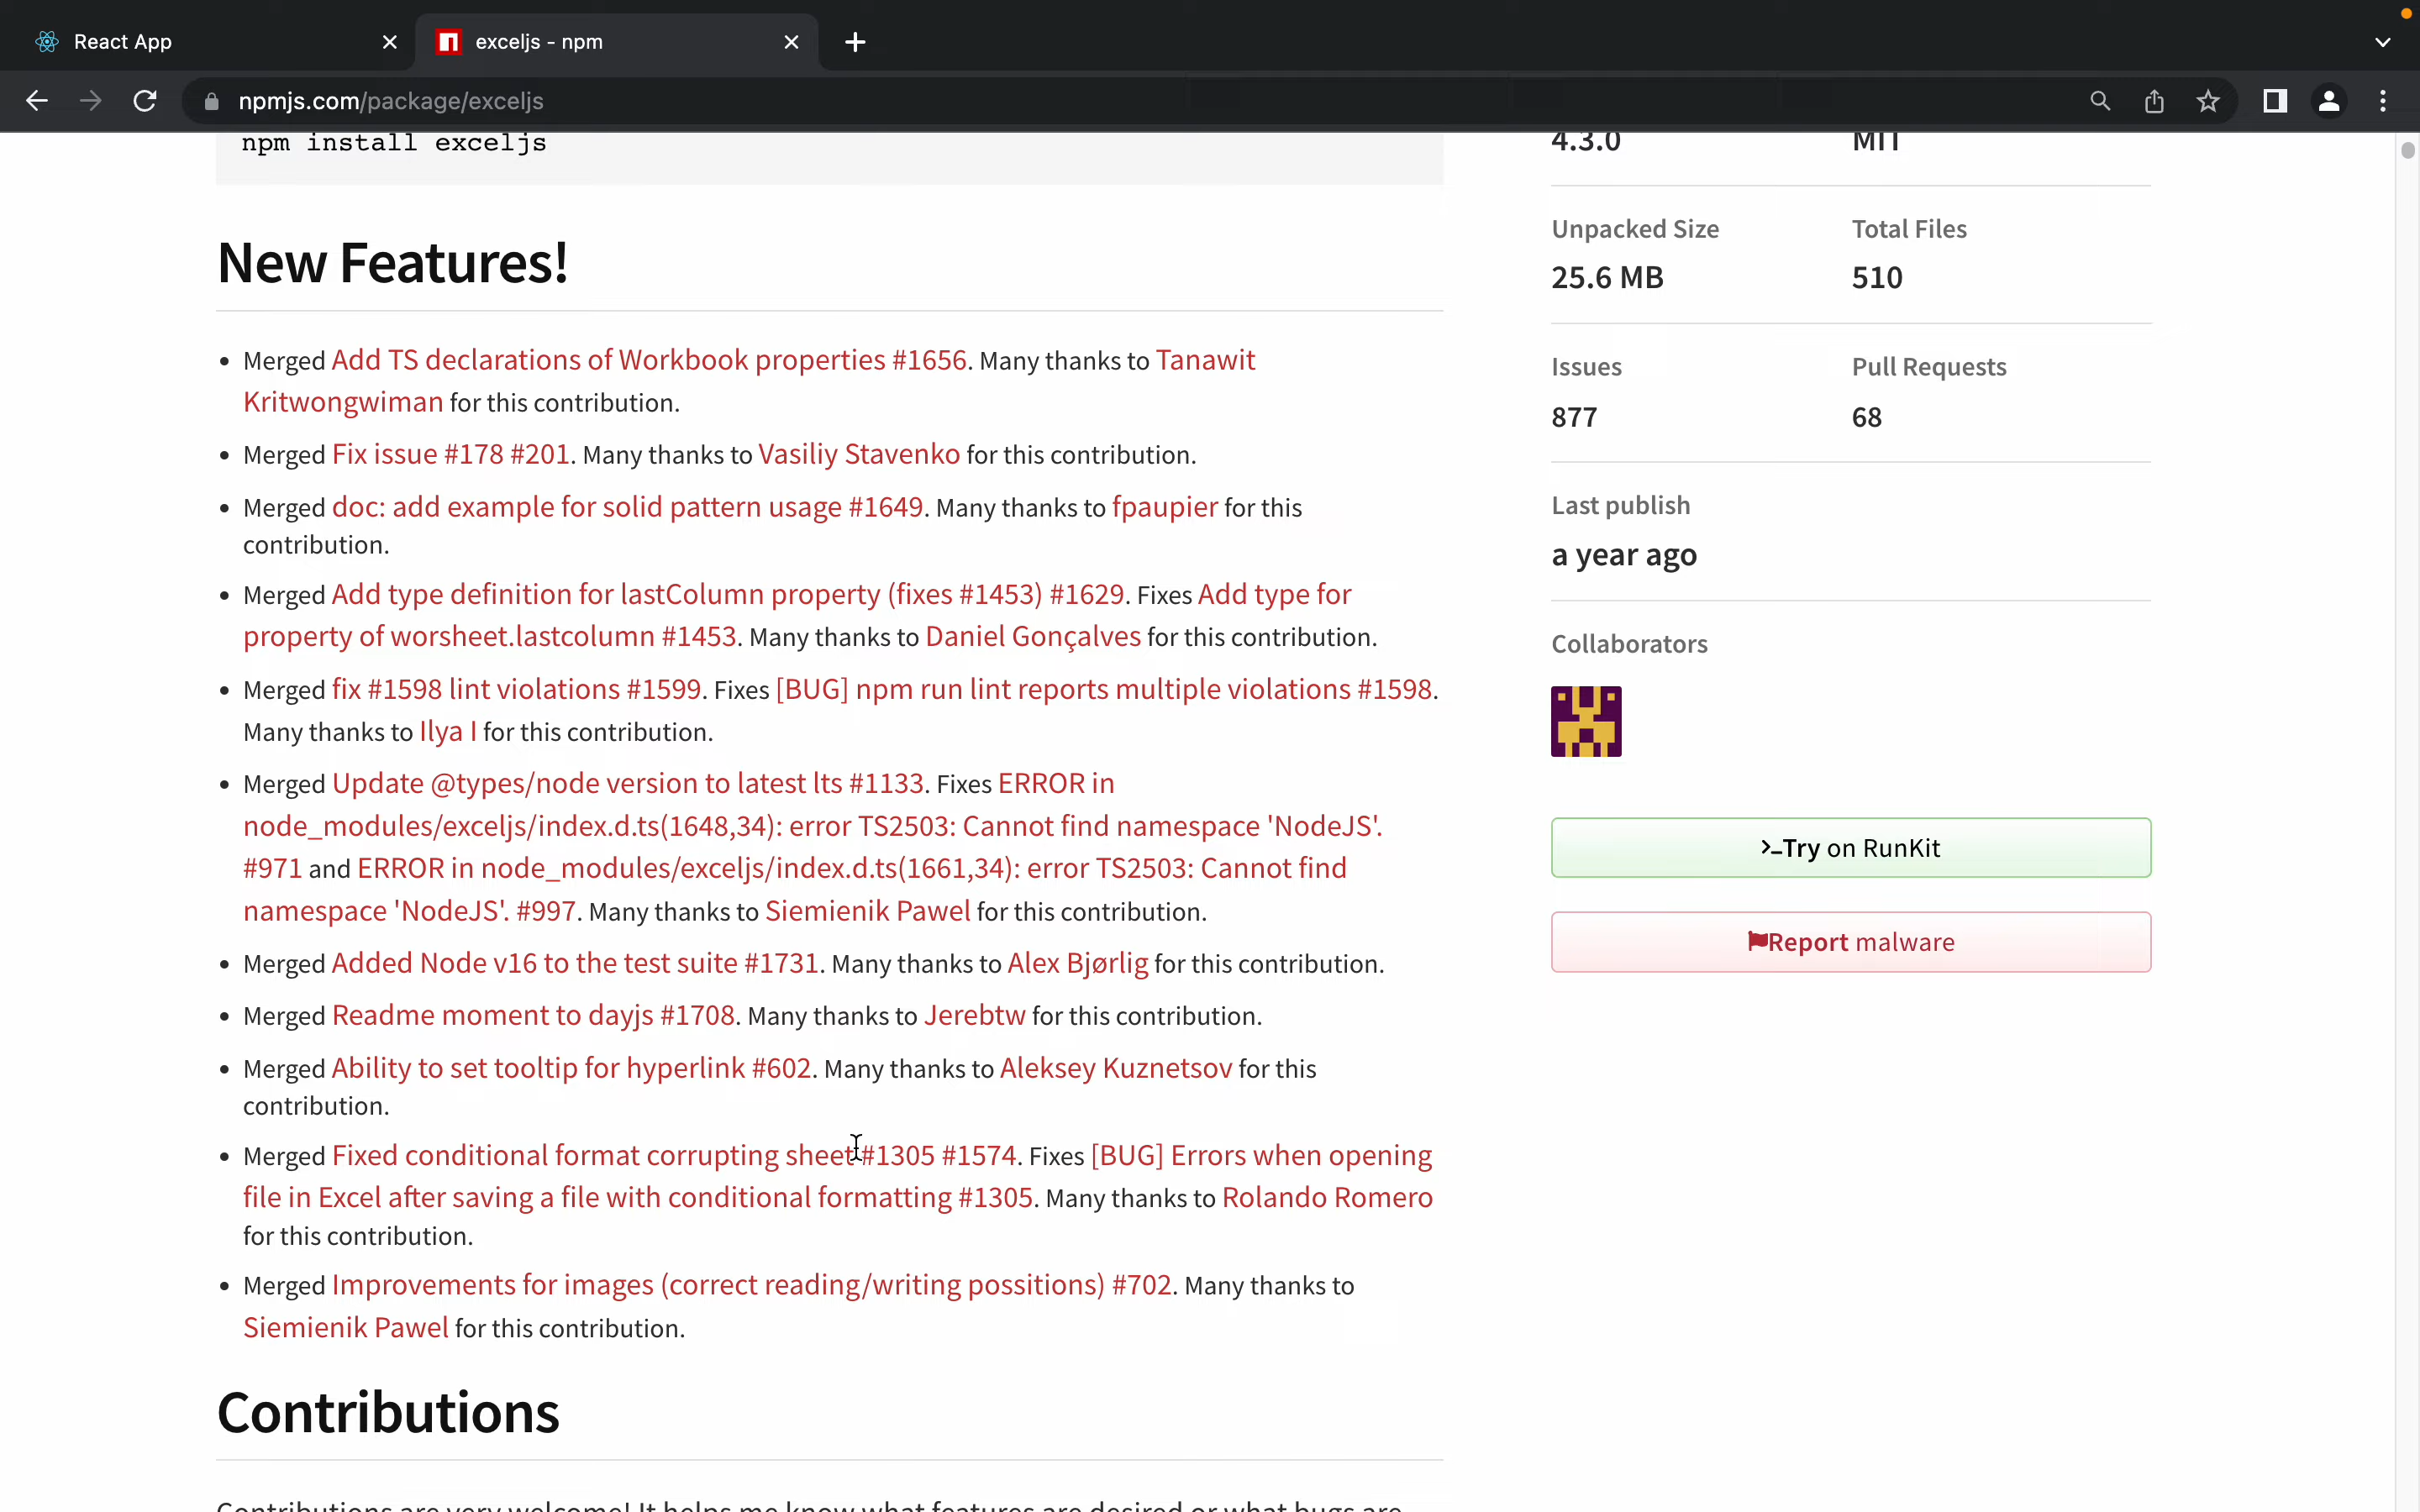 React App
exceljs - npm
npmjs.com/package/exceljs
npm install exceljs
New Features!
Merged Add TS declarations of Workbook properties #1656. Many thanks to Tanawit
Kritwongwiman for this contribution.
Merged Fix issue #178 #201. Many thanks to Vasiliy Stavenko for this contribution.
Merged doc: add example for solid pattern usage #1649. Many thanks to fpaupier for this
contribution.
Merged Add type definition for lastColumn property (fixes #1453) #1629. Fixes Add type for
property of worsheet.lastcolumn #1453. Many thanks to Daniel Gonçalves for this contribution.
Merged fix #1598 lint violations #1599. Fixes [BUG] npm run lint reports multiple violations #1598.
Many thanks to Ilya I for this contribution.
Merged Update @types/node version to latest lts #1133. Fixes ERROR in
node_modules/exceljs/index.d.ts(1648,34): error TS2503: Cannot find namespace 'NodeJS'.
#971 and ERROR in node_modules/exceljs/index.d.ts(1661,34): error TS2503: Cannot find
namespace 'NodeJS'. #997. Many thanks to Siemienik Pawel for this contribution.
Merged Added Node v16 to the test suite #1731. Many thanks to Alex Bjørlig for this contribution.
Merged Readme moment to dayjs #1708. Many thanks to Jerebtw for this contribution.
Merged Ability to set tooltip for hyperlink #602. Many thanks to Aleksey Kuznetsov for this
contribution.
Merged Fixed conditional format corrupting sheet #1305 #1574. Fixes [BUG] Errors when opening
file in Excel after saving a file with conditional formatting #1305. Many thanks to Rolando Romero
for this contribution.
Merged Improvements for images (correct reading/writing possitions) #702. Many thanks to
Siemienik Pawel for this contribution.
Contributions
Contributions are very welcome! It helps me know what features are desired or what bugs are
4.3.0
MIT
Unpacked Size
Total Files
25.6 MB
510
Issues
Pull Requests
877
68
Last publish
a year ago
Collaborators
Try on RunKit
Report malware